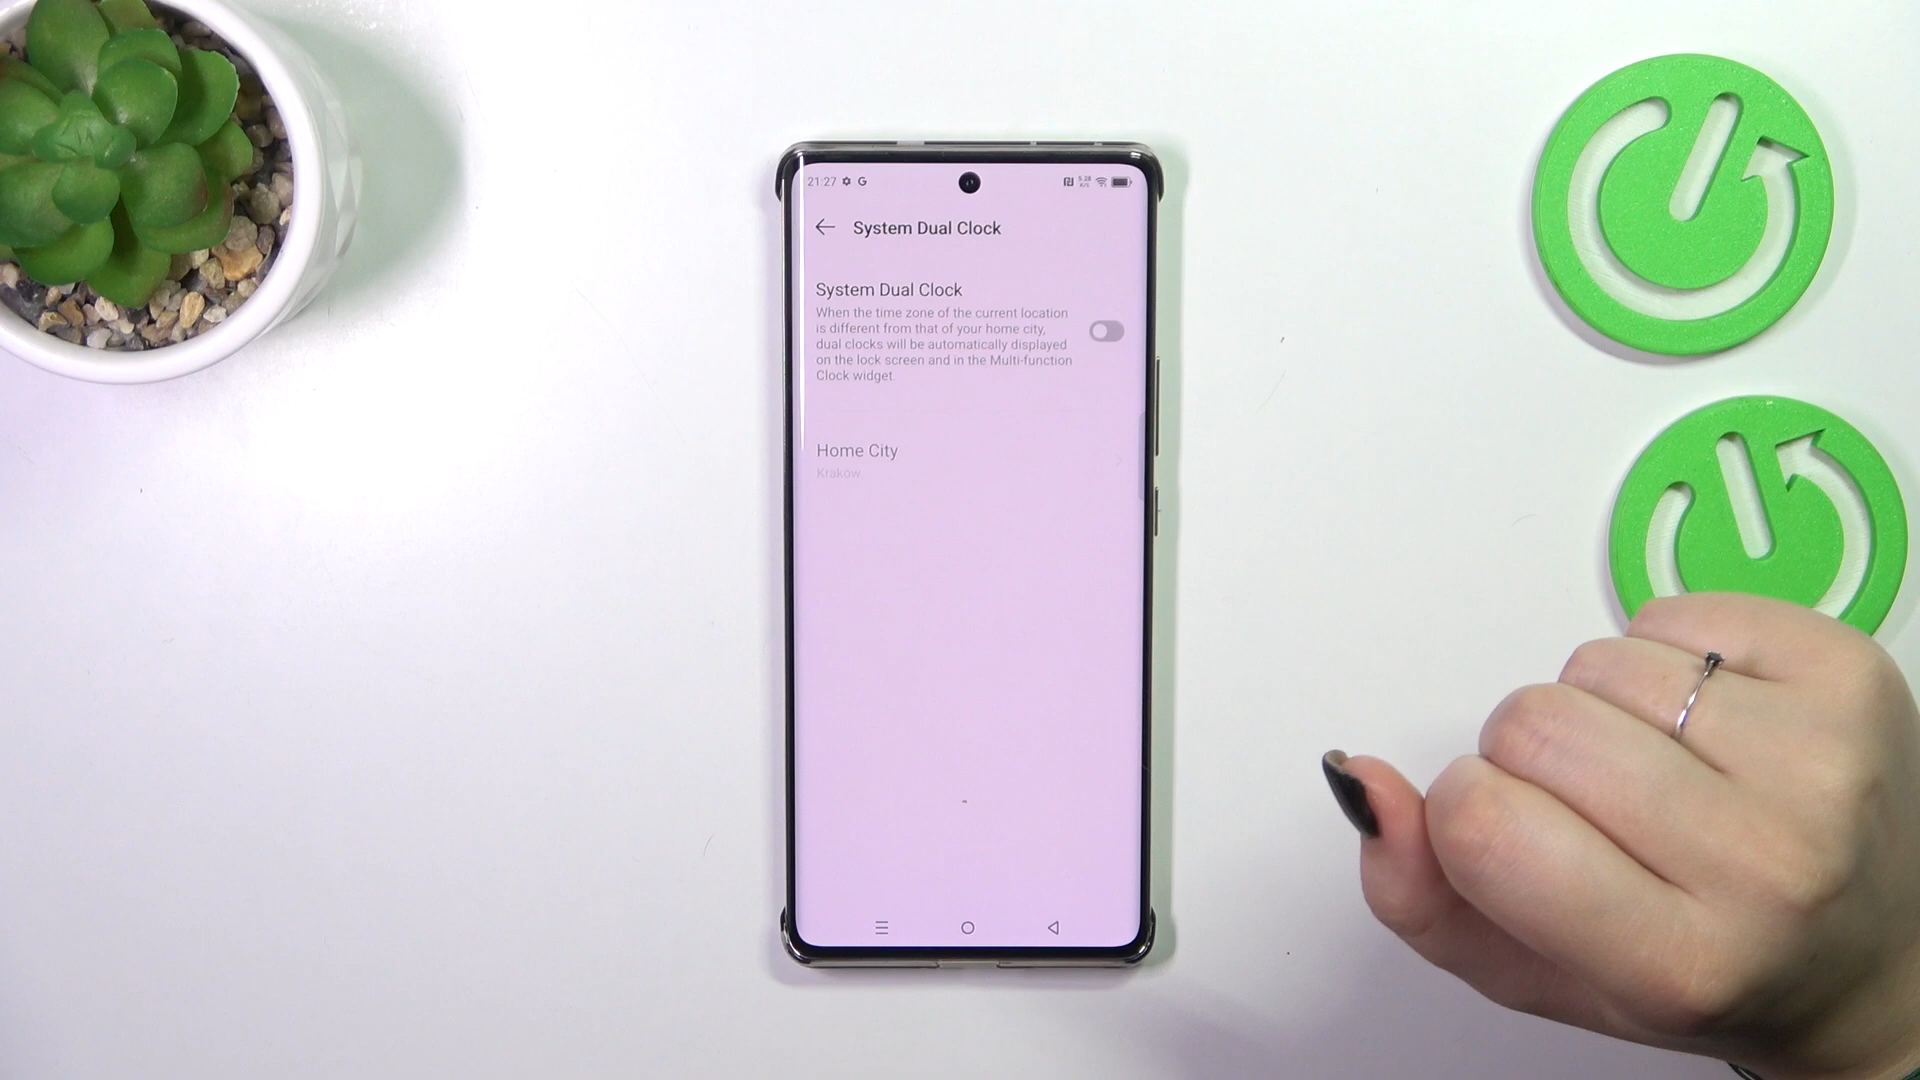 21:27 G
5.28
K/S
System Dual Clock
System Dual Clock
When the time zone of the current location
is different from that of your home city,
dual clocks will be automatically displayed
on the lock screen and in the Multi-function
Clock widget.
Home City
Kraków